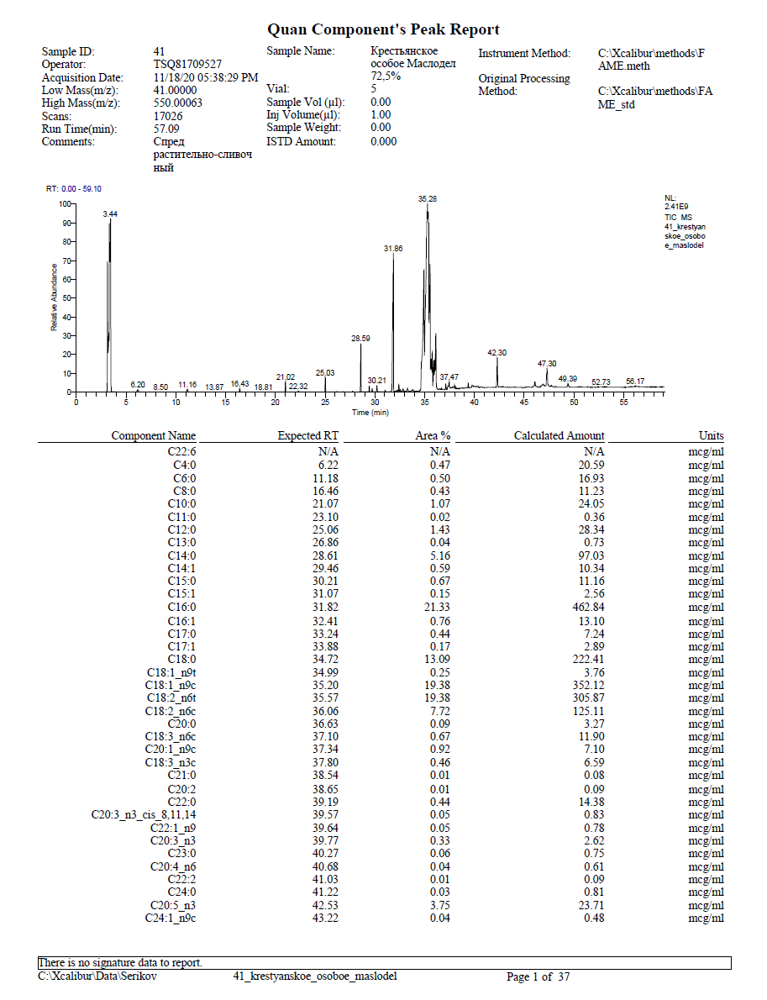 Quan Component's Peak Report
Sample ID: 41
Operator: TSQ81709527
Acquisition Date: 11/18/20 05:38:29 PM
Low Mass(m/z): 41.00000
High Mass(m/z): 550.00063
Scans: 17026
Run Time(min): 57.09
Comments: Спред
растительно-сливоч
ный
Sample Name: Крестьянское
особое Маслодел
72,5%
Vial: 5
Sample Vol (µl): 0.00
Inj Volume(µl): 1.00
Sample Weight: 0.00
ISTD Amount: 0.000
Instrument Method: C:\Xcalibur\methods\F
AME.meth
Original Processing
Method: C:\Xcalibur\methods\FA
ME_std
RT: 0.00 - 59.10
NL:
2.41E9
TIC MS
41_krestyan
skoe_osobo
e_maslodel
Relative Abundance
100
90
80
70
60
50
40
30
20
10
0
3.44
6.20
8.50
11.16
13.87
16.43
18.81
21.02
22.32
25.03
28.59
30.21
31.86
35.28
37.47
42.30
47.30
49.39
52.73
56.17
0 5 10 15 20 25 30 35 40 45 50 55
Time (min)
Component Name Expected RT Area % Calculated Amount Units
C22:6 N/A N/A N/A mcg/ml
C4:0 6.22 0.47 20.59 mcg/ml
C6:0 11.18 0.50 16.93 mcg/ml
C8:0 16.46 0.43 11.23 mcg/ml
C10:0 21.07 1.07 24.05 mcg/ml
C11:0 23.10 0.02 0.36 mcg/ml
C12:0 25.06 1.43 28.34 mcg/ml
C13:0 26.86 0.04 0.73 mcg/ml
C14:0 28.61 5.16 97.03 mcg/ml
C14:1 29.46 0.59 10.34 mcg/ml
C15:0 30.21 0.67 11.16 mcg/ml
C15:1 31.07 0.15 2.56 mcg/ml
C16:0 31.82 21.33 462.84 mcg/ml
C16:1 32.41 0.76 13.10 mcg/ml
C17:0 33.24 0.44 7.24 mcg/ml
C17:1 33.88 0.17 2.89 mcg/ml
C18:0 34.72 13.09 222.41 mcg/ml
C18:1_n9t 34.99 0.25 3.76 mcg/ml
C18:1_n9c 35.20 19.38 352.12 mcg/ml
C18:2_n6t 35.57 19.38 305.87 mcg/ml
C18:2_n6c 36.06 7.72 125.11 mcg/ml
C20:0 36.63 0.09 3.27 mcg/ml
C18:3_n6c 37.10 0.67 11.90 mcg/ml
C20:1_n9c 37.34 0.92 7.10 mcg/ml
C18:3_n3c 37.80 0.46 6.59 mcg/ml
C21:0 38.54 0.01 0.08 mcg/ml
C20:2 38.65 0.01 0.09 mcg/ml
C22:0 39.19 0.44 14.38 mcg/ml
C20:3_n3_cis_8,11,14 39.57 0.05 0.83 mcg/ml
C22:1_n9 39.64 0.05 0.78 mcg/ml
C20:3_n3 39.77 0.33 2.62 mcg/ml
C23:0 40.27 0.06 0.75 mcg/ml
C20:4_n6 40.68 0.04 0.61 mcg/ml
C22:2 41.03 0.01 0.09 mcg/ml
C24:0 41.22 0.03 0.81 mcg/ml
C20:5_n3 42.53 3.75 23.71 mcg/ml
C24:1_n9c 43.22 0.04 0.48 mcg/ml
There is no signature data to report.
C:\Xcalibur\Data\Serikov 41_krestyanskoe_osoboe_maslodel Page 1 of 37